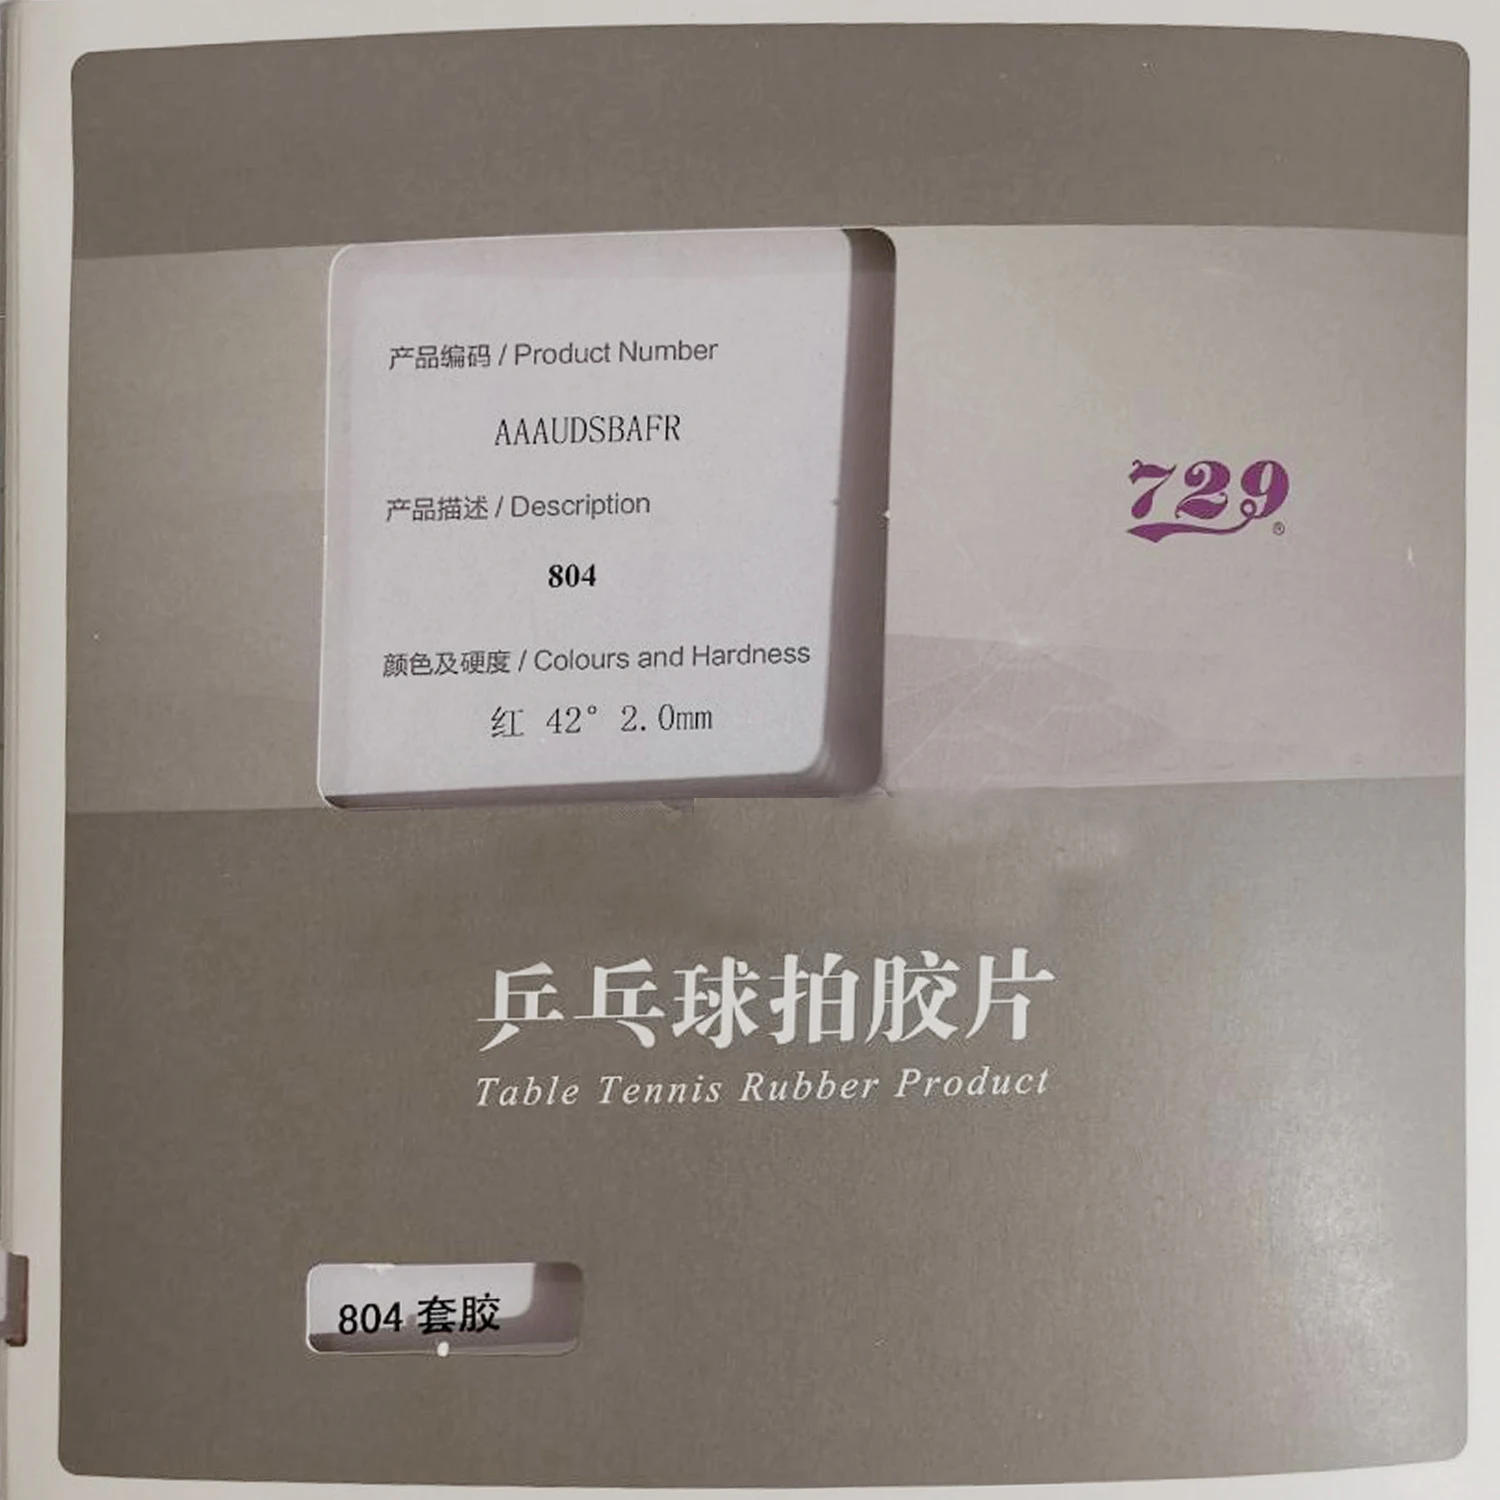 产品编码 / Product Number
AAAUDSBAFR
产品描述 / Description
804
颜色及硬度 / Colours and Hardness
红 42° 2.0mm
729
®
乒乓球拍胶片
Table Tennis Rubber Product
804 套胶